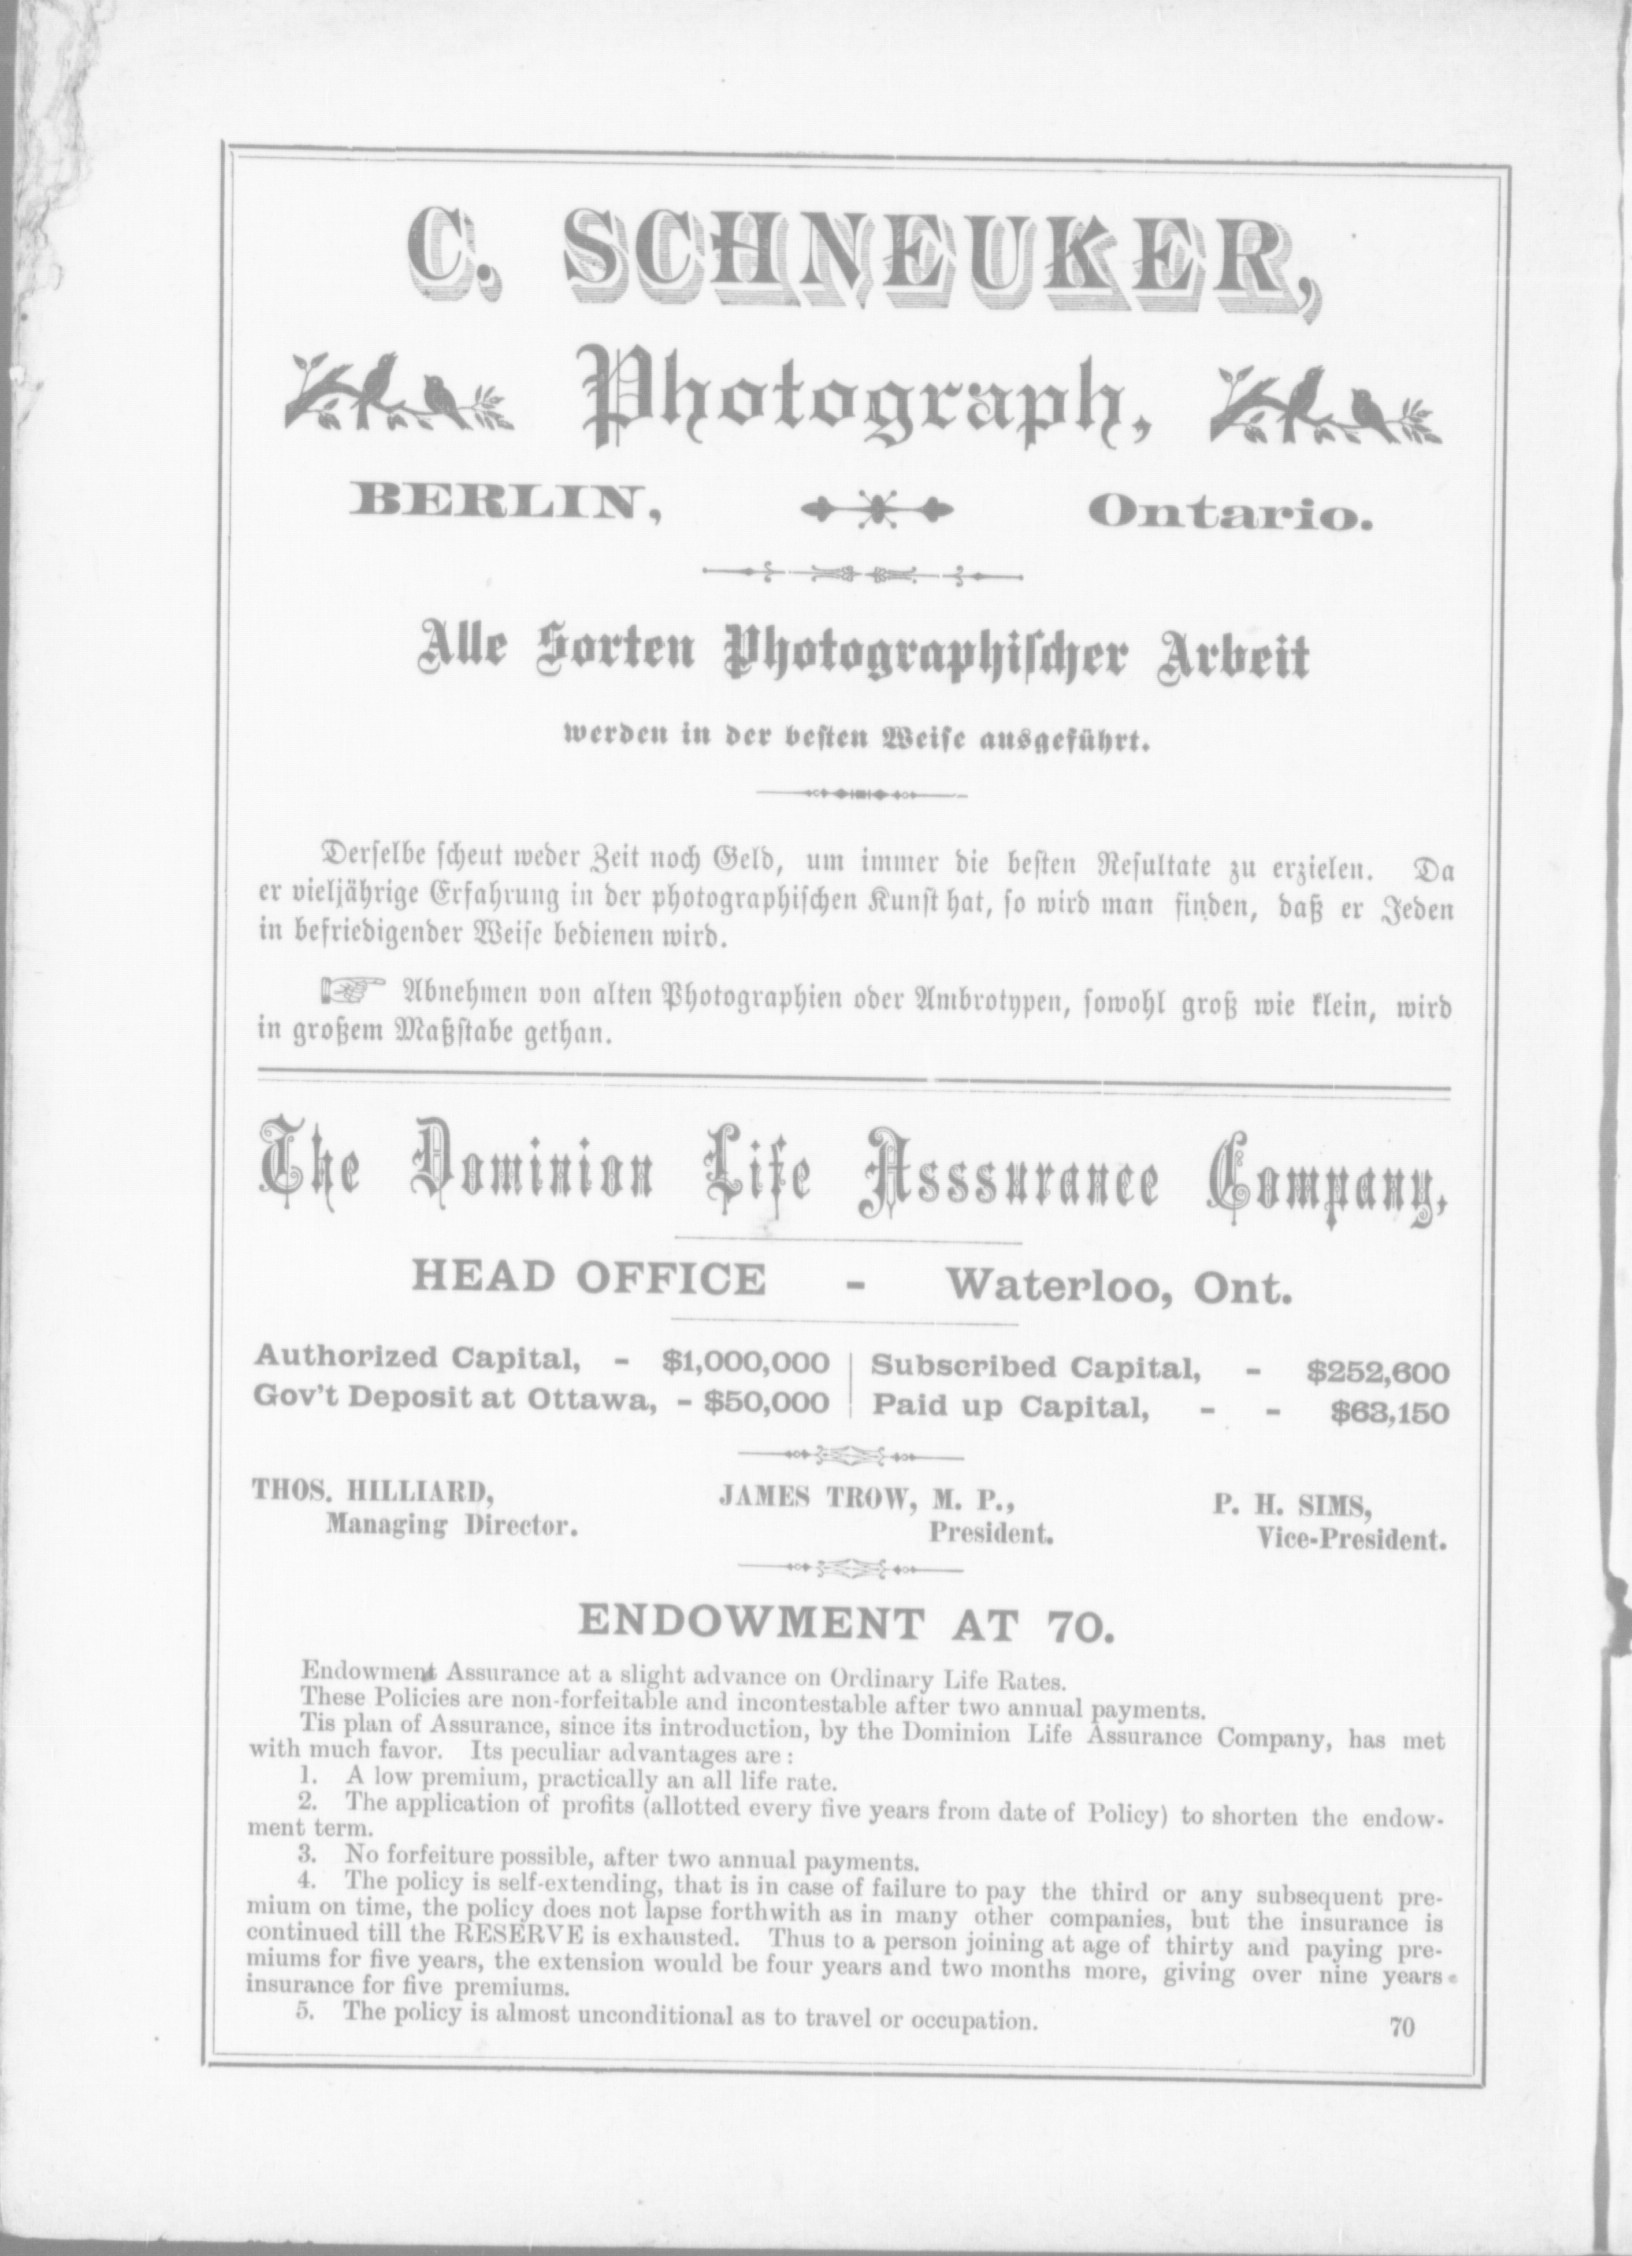 C. SCHNEUKER,
Photograph,
BERLIN, Ontario.
Alle Sorten Photographischer Arbeit
werden in der besten Weise ausgeführt.
Derselbe scheut weder Zeit noch Geld, um immer die besten Resultate zu erzielen. Da
er vieljährige Erfahrung in der photographischen Kunst hat, so wird man finden, daß er Jeden
in befriedigender Weise bedienen wird.
☞ Abnehmen von alten Photographien oder Ambrotypen, sowohl groß wie klein, wird
in großem Maßstabe gethan.
The Dominion Life Asssurance Company,
HEAD OFFICE - Waterloo, Ont.
Authorized Capital, - $1,000,000 | Subscribed Capital, - $252,600
Gov't Deposit at Ottawa, - $50,000 | Paid up Capital, - - $63,150
THOS. HILLIARD, JAMES TROW, M. P., P. H. SIMS,
Managing Director. President. Vice-President.
ENDOWMENT AT 70.
Endowment Assurance at a slight advance on Ordinary Life Rates.
These Policies are non-forfeitable and incontestable after two annual payments.
Tis plan of Assurance, since its introduction, by the Dominion Life Assurance Company, has met
with much favor. Its peculiar advantages are:
1. A low premium, practically an all life rate.
2. The application of profits (allotted every five years from date of Policy) to shorten the endow-
ment term.
3. No forfeiture possible, after two annual payments.
4. The policy is self-extending, that is in case of failure to pay the third or any subsequent pre-
mium on time, the policy does not lapse forthwith as in many other companies, but the insurance is
continued till the RESERVE is exhausted. Thus to a person joining at age of thirty and paying pre-
miums for five years, the extension would be four years and two months more, giving over nine years
insurance for five premiums.
5. The policy is almost unconditional as to travel or occupation.
70